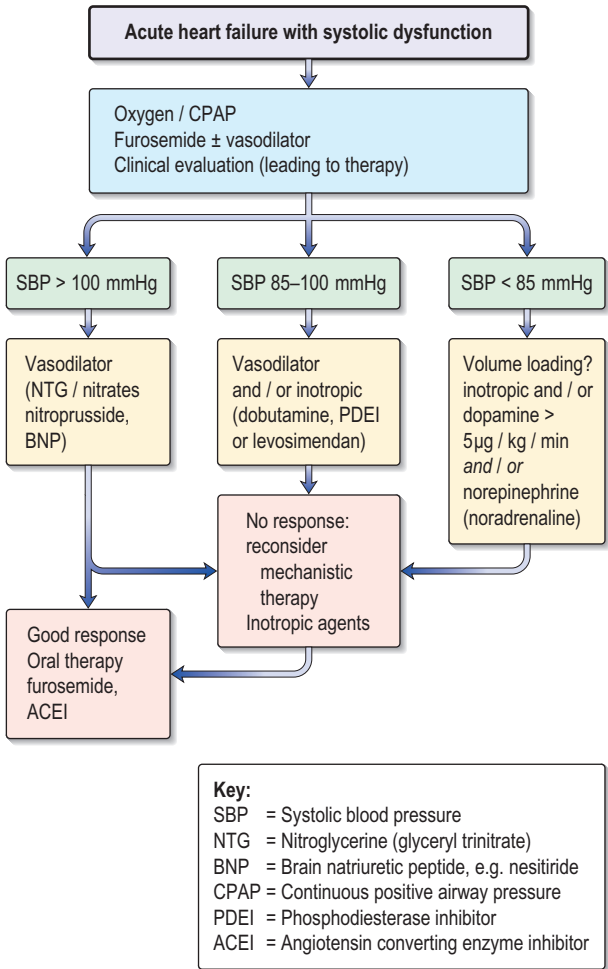 Acute heart failure with systolic dysfunction
Oxygen / CPAP
Furosemide ± vasodilator
Clinical evaluation (leading to therapy)
SBP > 100 mmHg
SBP 85–100 mmHg
SBP < 85 mmHg
Vasodilator
(NTG / nitrates
nitroprusside,
BNP)
Vasodilator
and / or inotropic
(dobutamine, PDEI
or levosimendan)
Volume loading?
inotropic and / or
dopamine >
5µg / kg / min
and / or
norepinephrine
(noradrenaline)
No response:
reconsider
mechanistic
therapy
Inotropic agents
Good response
Oral therapy
furosemide,
ACEI
Key:
SBP = Systolic blood pressure
NTG = Nitroglycerine (glyceryl trinitrate)
BNP = Brain natriuretic peptide, e.g. nesitiride
CPAP = Continuous positive airway pressure
PDEI = Phosphodiesterase inhibitor
ACEI = Angiotensin converting enzyme inhibitor